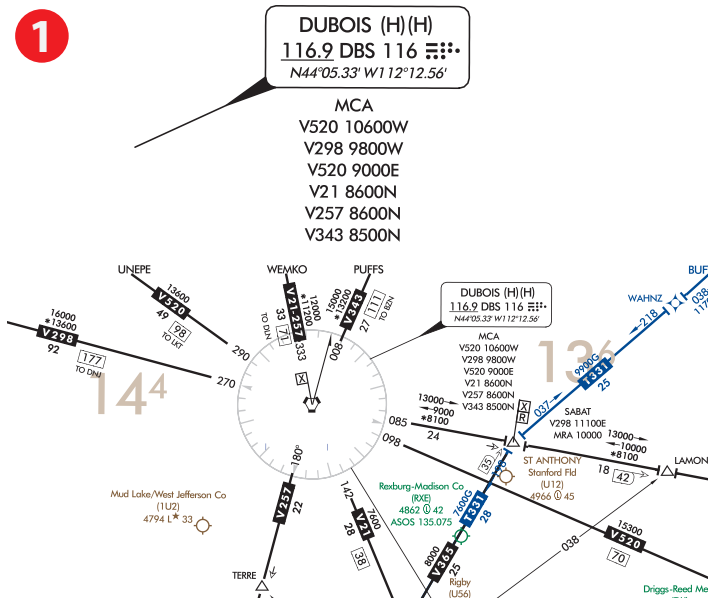 1
DUBOIS (H)(H)
116.9 DBS 116
N44°05.33' W112°12.56'
MCA
V520 10600W
V298 9800W
V520 9000E
V21 8600N
V257 8600N
V343 8500N
UNEPE
WEMKO
PUFFS
BUF
13600
V520
49
98
TO LKT
290
16000
*13600
V298
92
177
TO DNJ
270
14 4
12000
*11200
V21-257
333
33
71
TO DLN
15000
*13200
V343
008
27
111
TO BZN
X
DUBOIS (H)(H)
116.9 DBS 116
N44°05.33' W112°12.56'
MCA
V520 10600W
V298 9800W
V520 9000E
V21 8600N
V257 8600N
V343 8500N
13 6
WAHNZ
038
117
218
9900G
T331
25
037
X
R
SABAT
V298 11100E
MRA 10000
13000
9000
*8100
085
24
098
13000
10000
*8100
18
42
LAMON
35
198
ST ANTHONY
Stanford Fld
(U12)
4966 L 45
Rexburg-Madison Co
(RXE)
4862 L 42
ASOS 135.075
7600G
T331
28
180°
V257
22
142
7600
V21
28
38
Mud Lake/West Jefferson Co
(1U2)
4794 L* 33
TERRE
8000
V365
25
Rigby
(U56)
038
15300
V520
70
Driggs-Reed Me